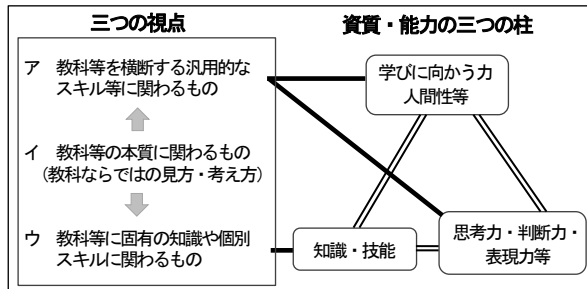 三つの視点
資質・能力の三つの柱
ア 教科等を横断する汎用的な
スキル等に関わるもの
イ 教科等の本質に関わるもの
（教科ならではの見方・考え方）
ウ 教科等に固有の知識や個別
スキルに関わるもの
学びに向かう力
人間性等
知識・技能
思考力・判断力・
表現力等